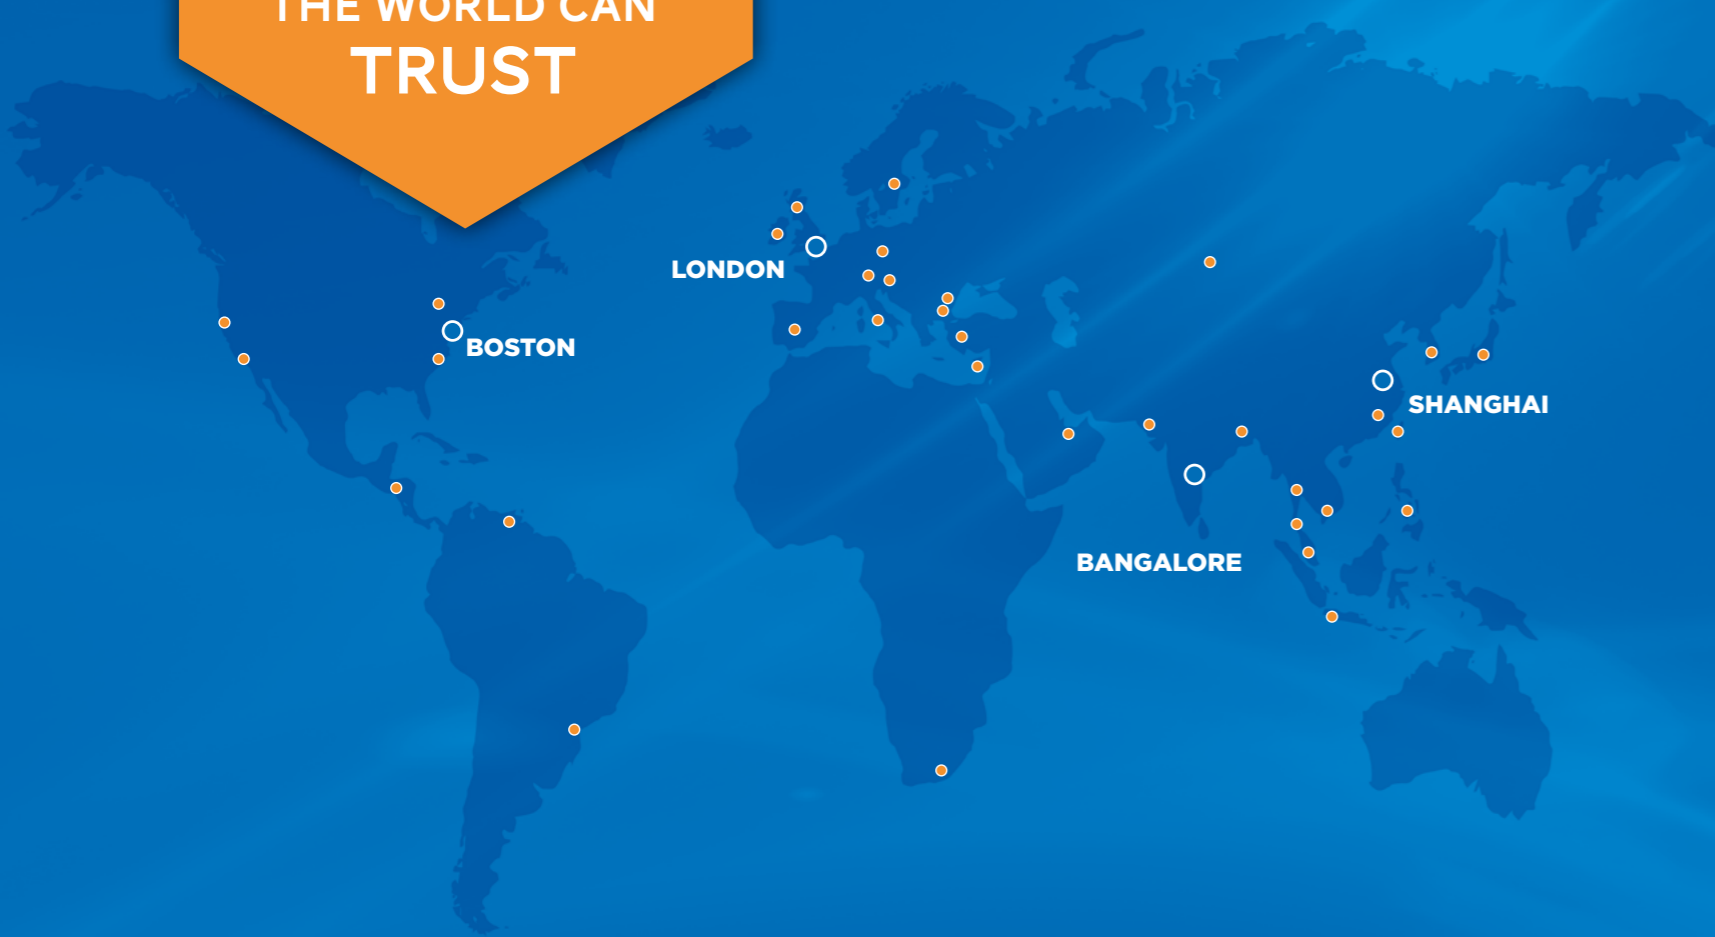 THE WORLD CAN
TRUST
LONDON
BOSTON
SHANGHAI
BANGALORE